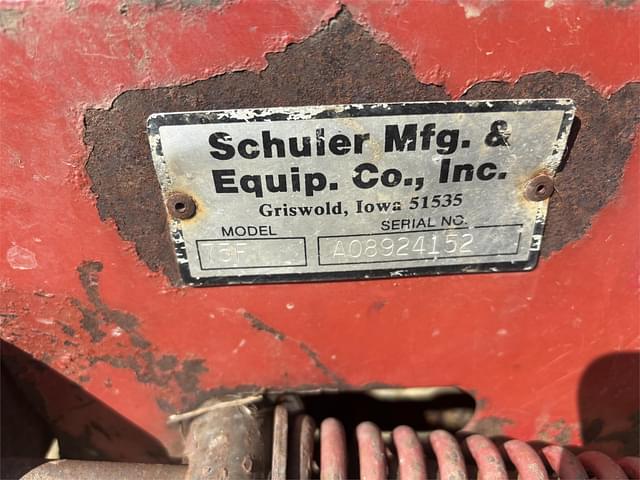 Schuler Mfg. &
Equip. Co., Inc.
Griswold, Iowa 51535
MODEL SERIAL NO.
A08924152